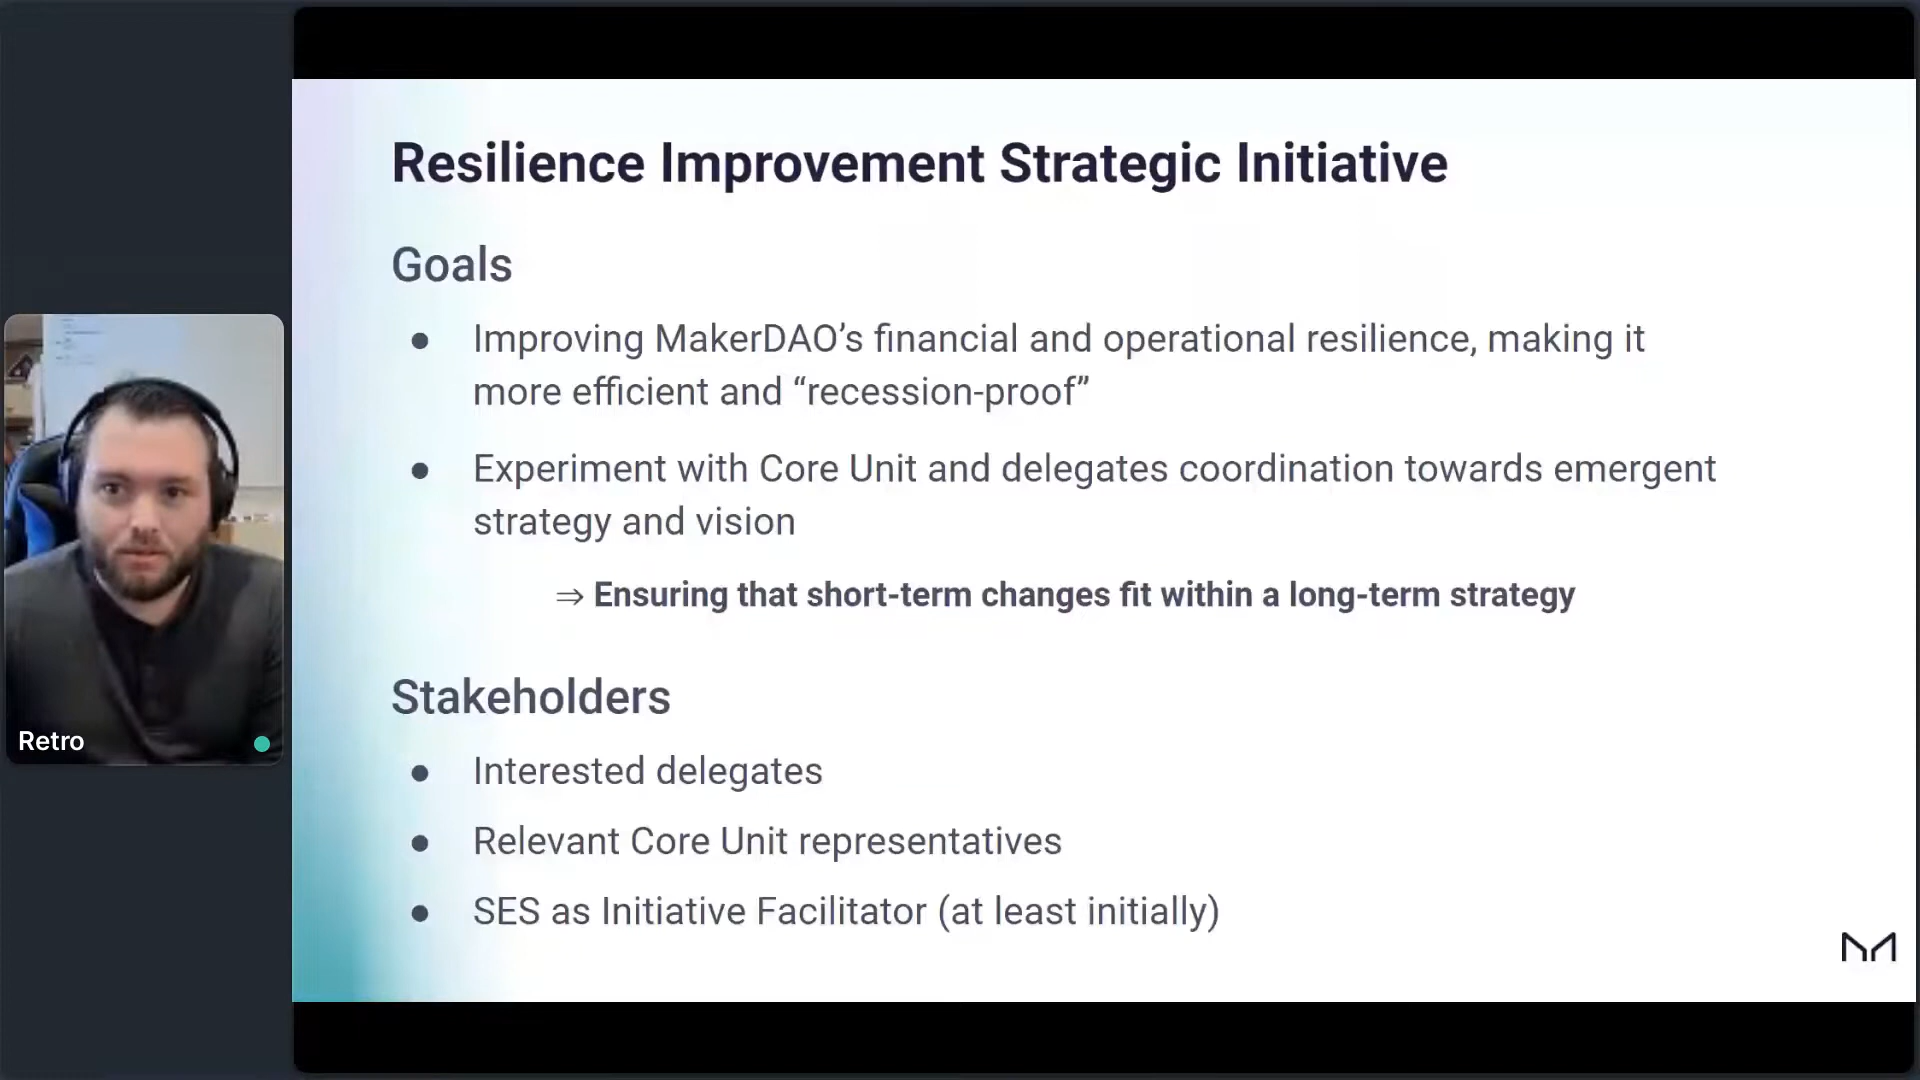 Resilience Improvement Strategic Initiative
Goals
● Improving MakerDAO’s financial and operational resilience, making it
more efficient and “recession-proof”
● Experiment with Core Unit and delegates coordination towards emergent
strategy and vision
⇒ Ensuring that short-term changes fit within a long-term strategy
Stakeholders
● Interested delegates
● Relevant Core Unit representatives
● SES as Initiative Facilitator (at least initially)
Retro